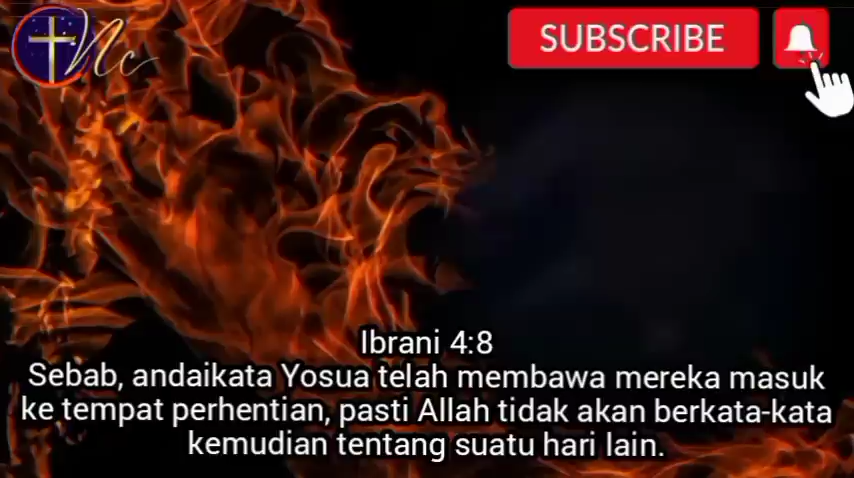 Nc
SUBSCRIBE
Ibrani 4:8
Sebab, andaikata Yosua telah membawa mereka masuk
ke tempat perhentian, pasti Allah tidak akan berkata-kata
kemudian tentang suatu hari lain.